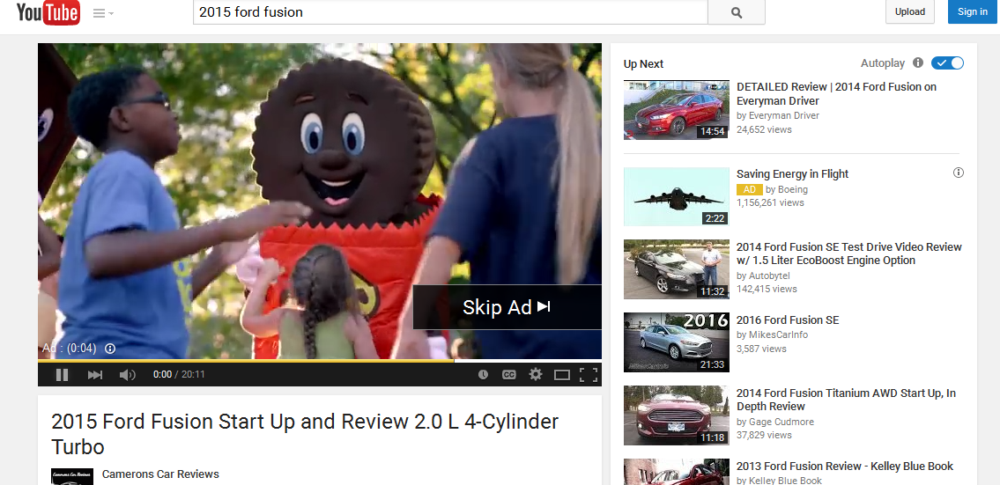 YouTube
2015 ford fusion
Upload
Sign in
Skip Ad
Ad : (0:04)
0:00 / 20:11
CC
2015 Ford Fusion Start Up and Review 2.0 L 4-Cylinder
Turbo
Camerons Car Reviews
Camerons Car Reviews
Up Next
Autoplay
14:54
DETAILED Review | 2014 Ford Fusion on
Everyman Driver
by Everyman Driver
24,652 views
2:22
Saving Energy in Flight
AD by Boeing
1,156,261 views
11:32
2014 Ford Fusion SE Test Drive Video Review
w/ 1.5 Liter EcoBoost Engine Option
by Autobytel
142,415 views
2016
MikesCarInfo
21:33
2016 Ford Fusion SE
by MikesCarInfo
3,587 views
11:18
2014 Ford Fusion Titanium AWD Start Up, In
Depth Review
by Gage Cudmore
37,829 views
2013 Ford Fusion Review - Kelley Blue Book
by Kelley Blue Book